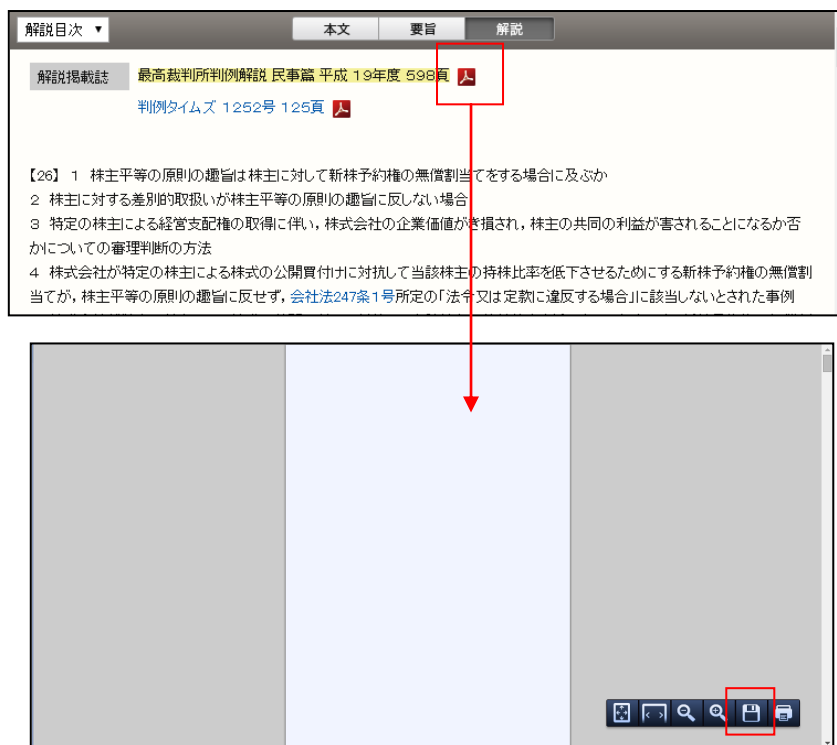 解説目次 ▼
本文 要旨 解説
解説掲載誌 最高裁判所判例解説 民事篇 平成 19年度 598頁
判例タイムズ 1252号 125頁
【26】 1 株主平等の原則の趣旨は株主に対して新株予約権の無償割当てをする場合に及ぶか
2 株主に対する差別的取扱いが株主平等の原則の趣旨に反しない場合
3 特定の株主による経営支配権の取得に伴い，株式会社の企業価値がき損され，株主の共同の利益が害されることになるか否
かについての審理判断の方法
4 株式会社が特定の株主による株式の公開買付けに対抗して当該株主の持株比率を低下させるためにする新株予約権の無償割
当てが，株主平等の原則の趣旨に反せず，会社法247条1号所定の「法令又は定款に違反する場合」に該当しないとされた事例